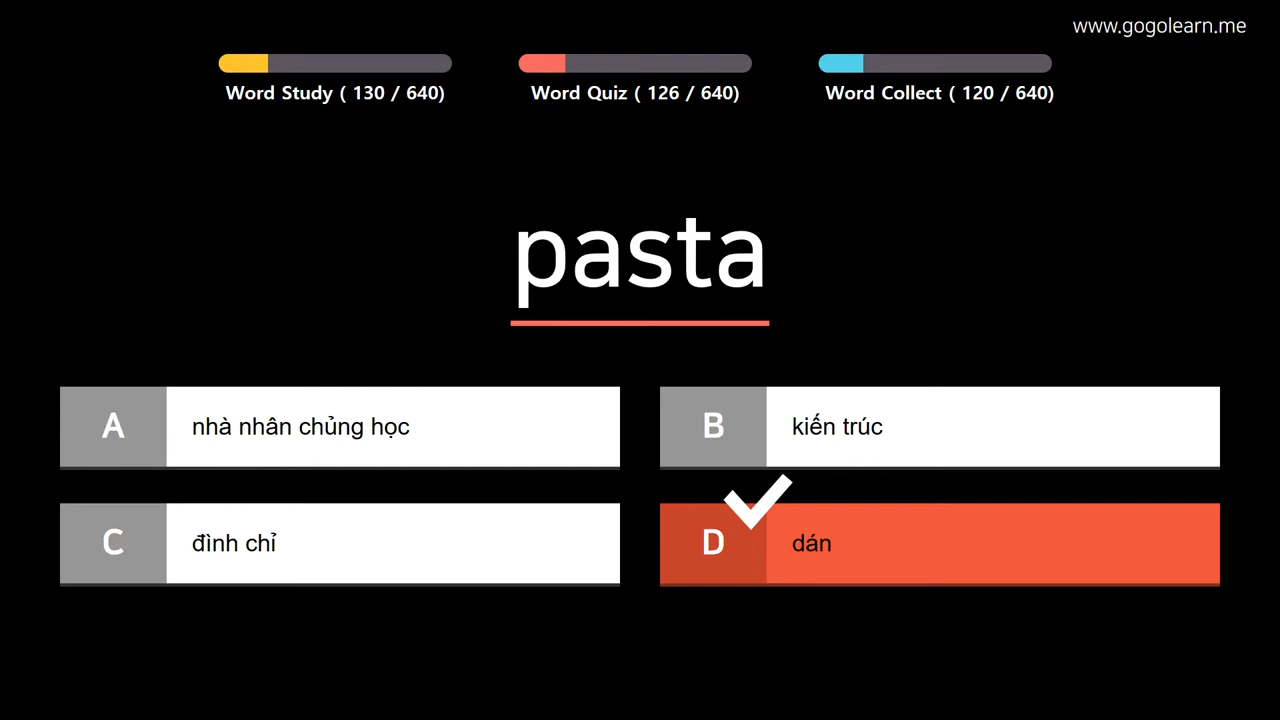 www.gogolearn.me
Word Study ( 130 / 640)
Word Quiz ( 126 / 640)
Word Collect ( 120 / 640)
pasta
A
nhà nhân chủng học
B
kiến trúc
C
đình chỉ
D
dán